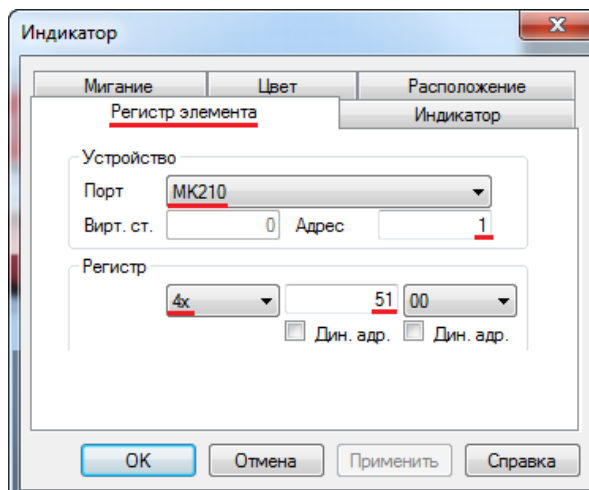 Индикатор
Мигание Цвет Расположение
Регистр элемента Индикатор
Устройство
Порт МК210
Вирт. ст. 0 Адрес 1
Регистр
4x 51 00
Дин. адр. Дин. адр.
OK Отмена Применить Справка